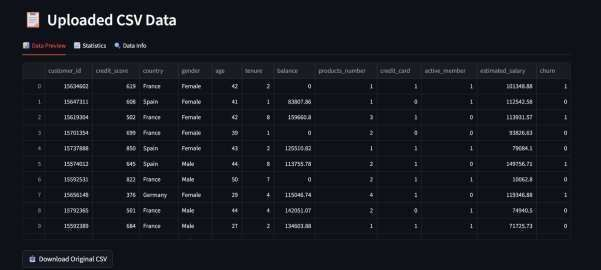 Uploaded CSV Data
Data Preview Statistics Data Info
customer_id credit_score country gender age tenure balance products_number credit_card active_member estimated_salary churn
0 15634602 619 France Female 42 2 0 1 1 1 101348.88 1
1 15647311 608 Spain Female 41 1 83807.86 1 0 1 112542.58 0
2 15619304 502 France Female 42 8 159660.8 3 1 0 113931.57 1
3 15701354 699 France Female 39 1 0 2 0 0 93826.63 0
4 15737888 850 Spain Female 43 2 125510.82 1 1 1 79084.1 0
5 15574012 645 Spain Male 44 8 113755.78 2 1 0 149756.71 1
6 15592531 822 France Male 50 7 0 2 1 1 10062.8 0
7 15656148 376 Germany Female 29 4 115046.74 4 1 0 119346.88 1
8 15792365 501 France Male 44 4 142051.07 2 0 1 74940.5 0
9 15592389 684 France Male 27 2 134603.88 1 1 1 71725.73 0
Download Original CSV